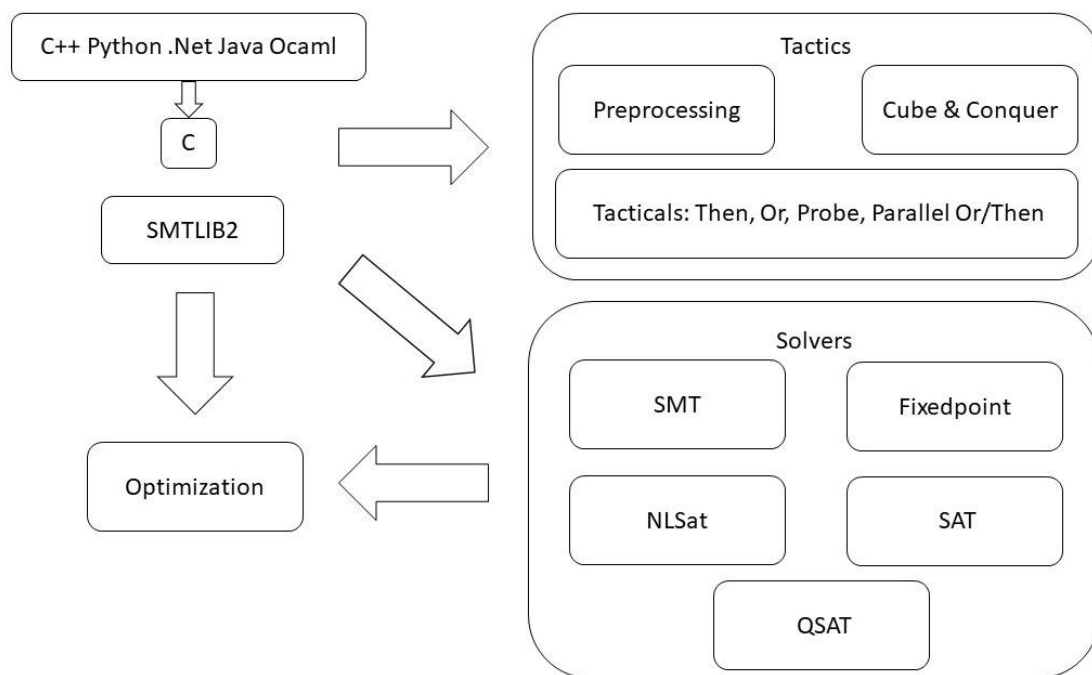 C++ Python .Net Java Ocaml
C
SMTLIB2
Optimization
Tactics
Preprocessing
Cube & Conquer
Tacticals: Then, Or, Probe, Parallel Or/Then
Solvers
SMT
Fixedpoint
NLSat
SAT
QSAT